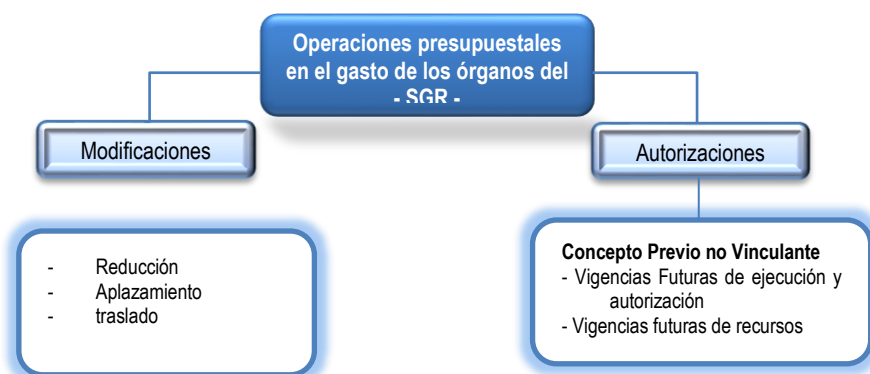 Operaciones presupuestales
en el gasto de los órganos del
- SGR -
Modificaciones
Autorizaciones
- Reducción
- Aplazamiento
- traslado
Concepto Previo no Vinculante
- Vigencias Futuras de ejecución y
autorización
- Vigencias futuras de recursos